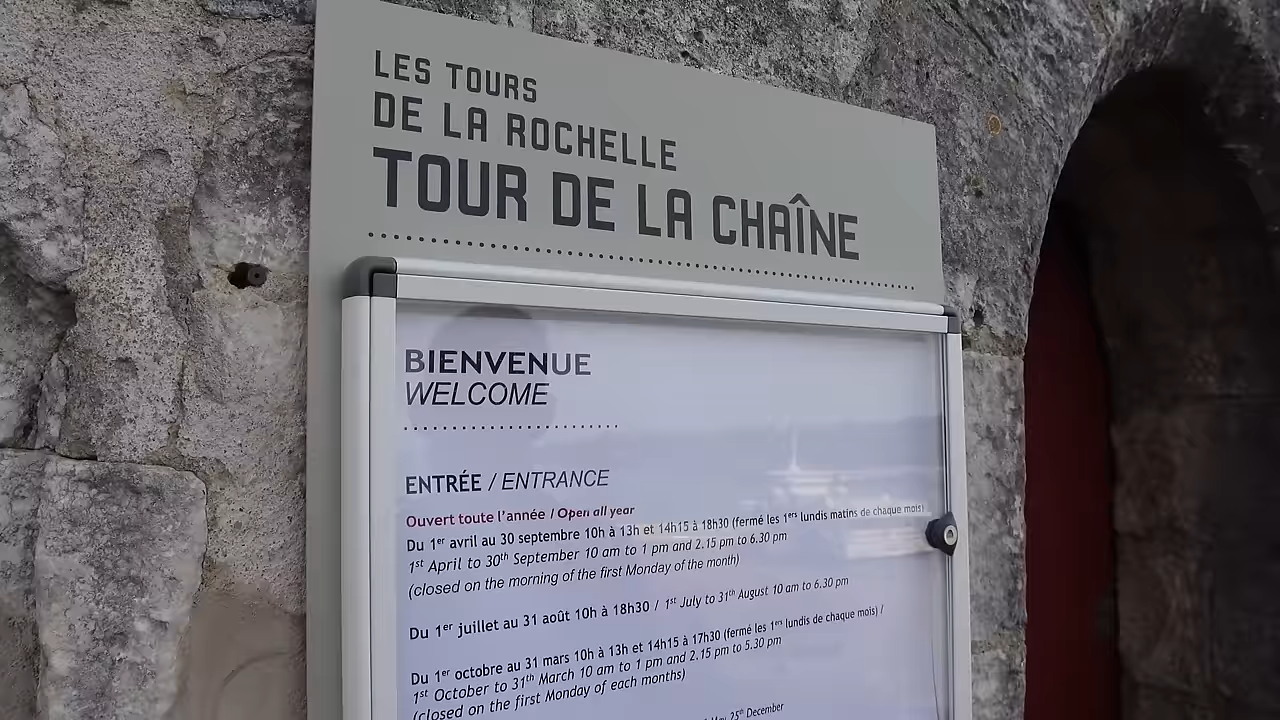 LES TOURS
DE LA ROCHELLE
TOUR DE LA CHAÎNE
BIENVENUE
WELCOME
ENTRÉE / ENTRANCE
Ouvert toute l'année / Open all year
Du 1er avril au 30 septembre 10h à 13h et 14h15 à 18h30 (fermé les 1ers lundis matins de chaque mois)
1st April to 30th September 10 am to 1 pm and 2.15 pm to 6.30 pm
(closed on the morning of the first Monday of the month)
Du 1er juillet au 31 août 10h à 18h30 / 1st July to 31th August 10 am to 6.30 pm
Du 1er octobre au 31 mars 10h à 13h et 14h15 à 17h30 (fermé les 1ers lundis de chaque mois) /
1st October to 31th March 10 am to 1 pm and 2.15 pm to 5.30 pm
(closed on the first Monday of each months)
25th December